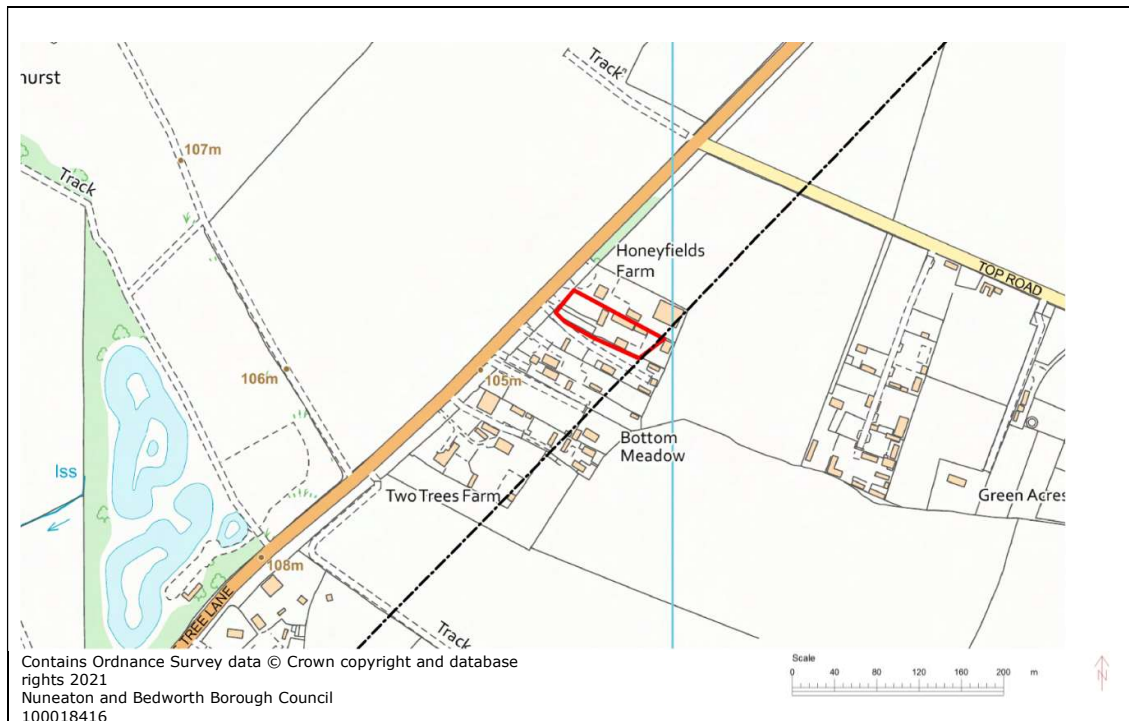 hurst
Track
107m
Track
Honeyfields
Farm
TOP ROAD
106m
105m
Bottom
Meadow
Iss
Two Trees Farm
Green Acres
108m
TREE LANE
Track
Contains Ordnance Survey data © Crown copyright and database
rights 2021
Nuneaton and Bedworth Borough Council
100018416
Scale
0 40 80 120 160 200 m
N